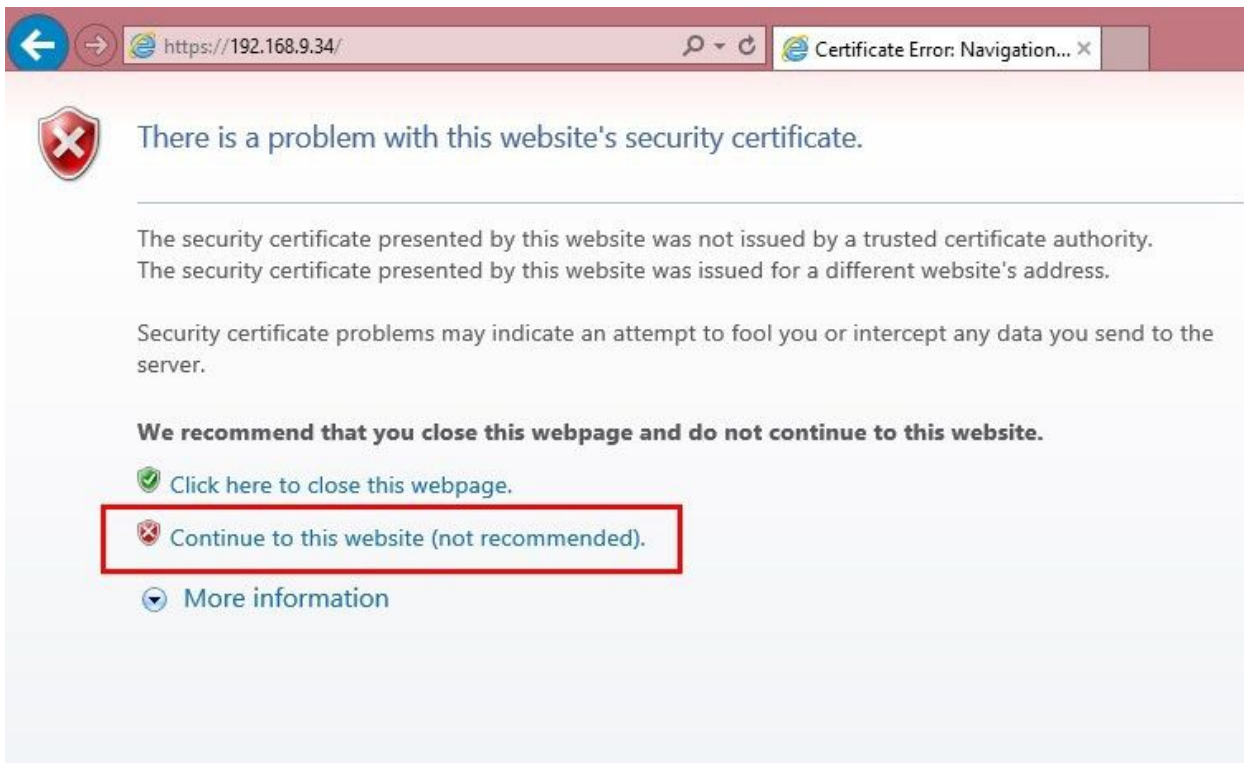 https://192.168.9.34/
Certificate Error: Navigation...
There is a problem with this website's security certificate.
The security certificate presented by this website was not issued by a trusted certificate authority.
The security certificate presented by this website was issued for a different website's address.
Security certificate problems may indicate an attempt to fool you or intercept any data you send to the
server.
We recommend that you close this webpage and do not continue to this website.
Click here to close this webpage.
Continue to this website (not recommended).
More information